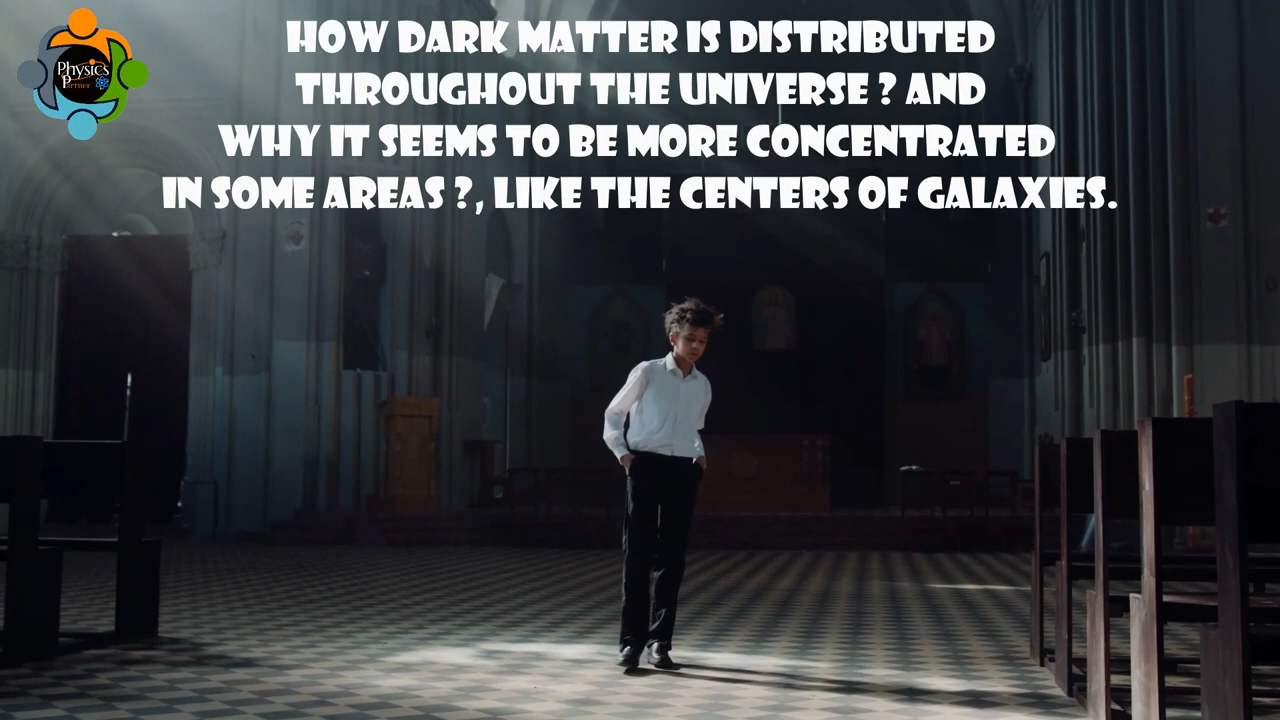 Physics
Partner
HOW DARK MATTER IS DISTRIBUTED
THROUGHOUT THE UNIVERSE ? AND
WHY IT SEEMS TO BE MORE CONCENTRATED
IN SOME AREAS ?, LIKE THE CENTERS OF GALAXIES.